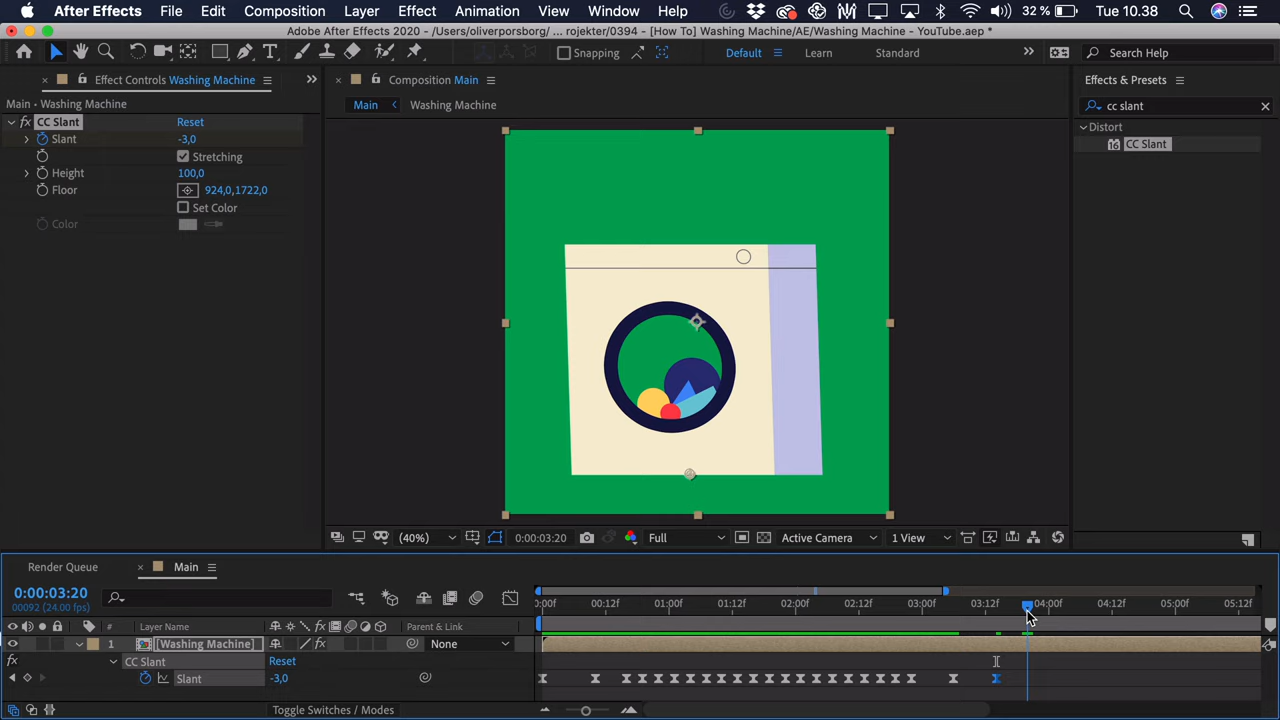 After Effects File Edit Composition Layer Effect Animation View Window Help 32 % Tue 10.38
Adobe After Effects 2020 - /Users/oliverporsborg/ ... rojekter/0394 - [How To] Washing Machine/AE/Washing Machine - YouTube.aep *
Snapping Default Learn Standard Search Help
Effect Controls Washing Machine Composition Main Effects & Presets
Main • Washing Machine Main Washing Machine cc slant
fx CC Slant Reset Distort
Slant -3,0 16 CC Slant
Stretching
Height 100,0
Floor 924,0,1722,0
Set Color
Color
(40%) 0:00:03:20 Full Active Camera 1 View
Render Queue Main
0:00:03:20
00092 (24.00 fps) 0:00f 00:12f 01:00f 01:12f 02:00f 02:12f 03:00f 03:12f 04:00f 04:12f 05:00f 05:12f
# Layer Name fx Parent & Link
1 [Washing Machine] None
fx CC Slant Reset
Slant -3,0
Toggle Switches / Modes